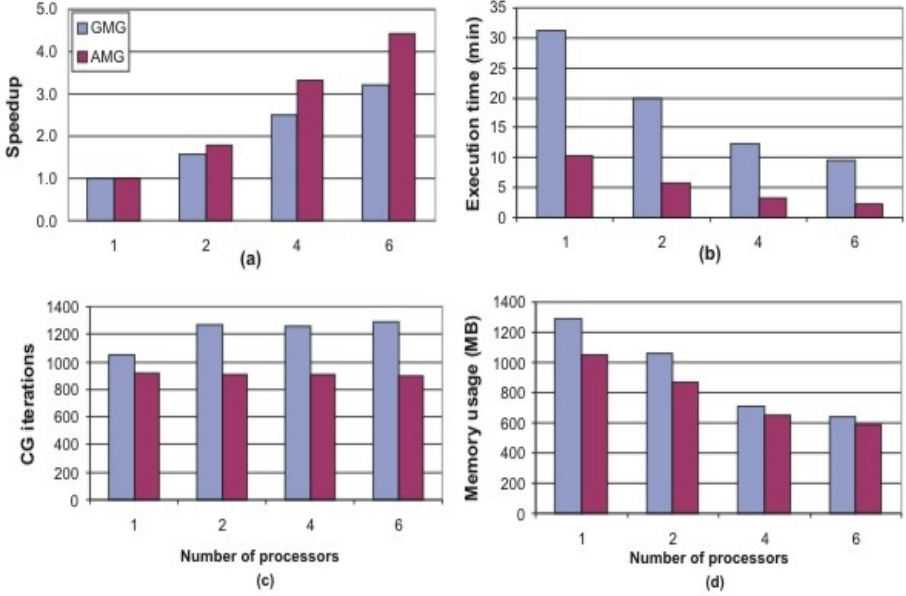 Speedup
5.0
4.0
3.0
2.0
1.0
0.0
GMG
AMG
1 2 4 6
(a)
Execution time (min)
35
30
25
20
15
10
5
0
1 2 4 6
(b)
CG iterations
1400
1200
1000
800
600
400
200
0
1 2 4 6
Number of processors
(c)
Memory usage (MB)
1400
1200
1000
800
600
400
200
0
1 2 4 6
Number of processors
(d)